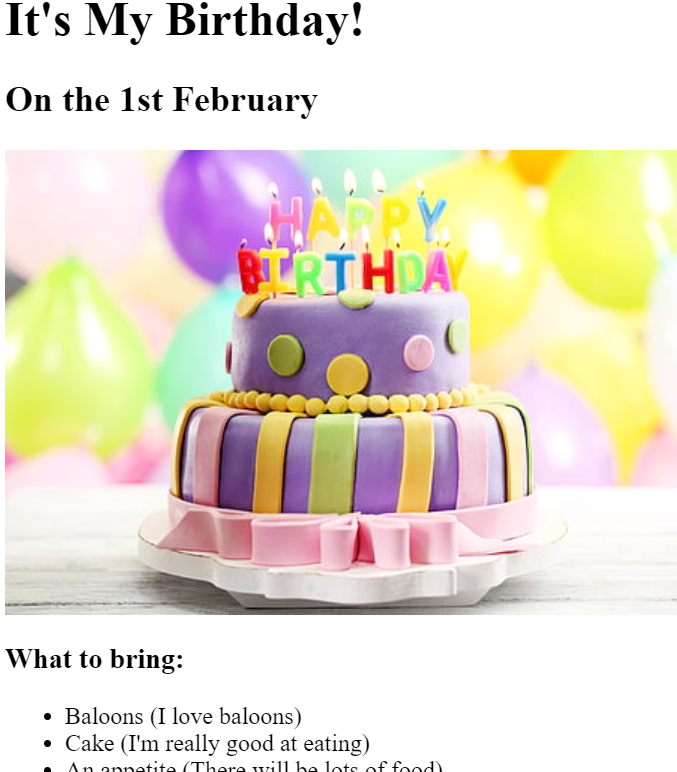 It's My Birthday!
On the 1st February
HAPPY
BIRTHDAY
What to bring:
Baloons (I love baloons)
Cake (I'm really good at eating)
An appetite (There will be lots of food)